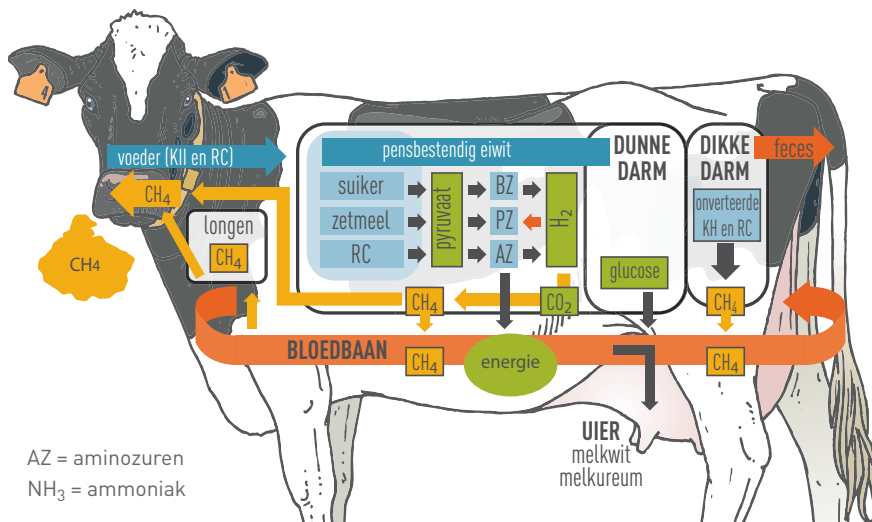 4
voeder (KII en RC)
pensbestendig eiwit
DUNNE
DARM
DIKKE
DARM
feces
suiker
zetmeel
RC
pyruvaat
BZ
PZ
AZ
H₂
onverteerde
KH en RC
CH₄
longen
CH₄
CH4
glucose
CH₄
CO₂
CH₄
BLOEDBAAN
CH₄
energie
CH₄
UIER
melkwit
melkureum
AZ = aminozuren
NH₃ = ammoniak